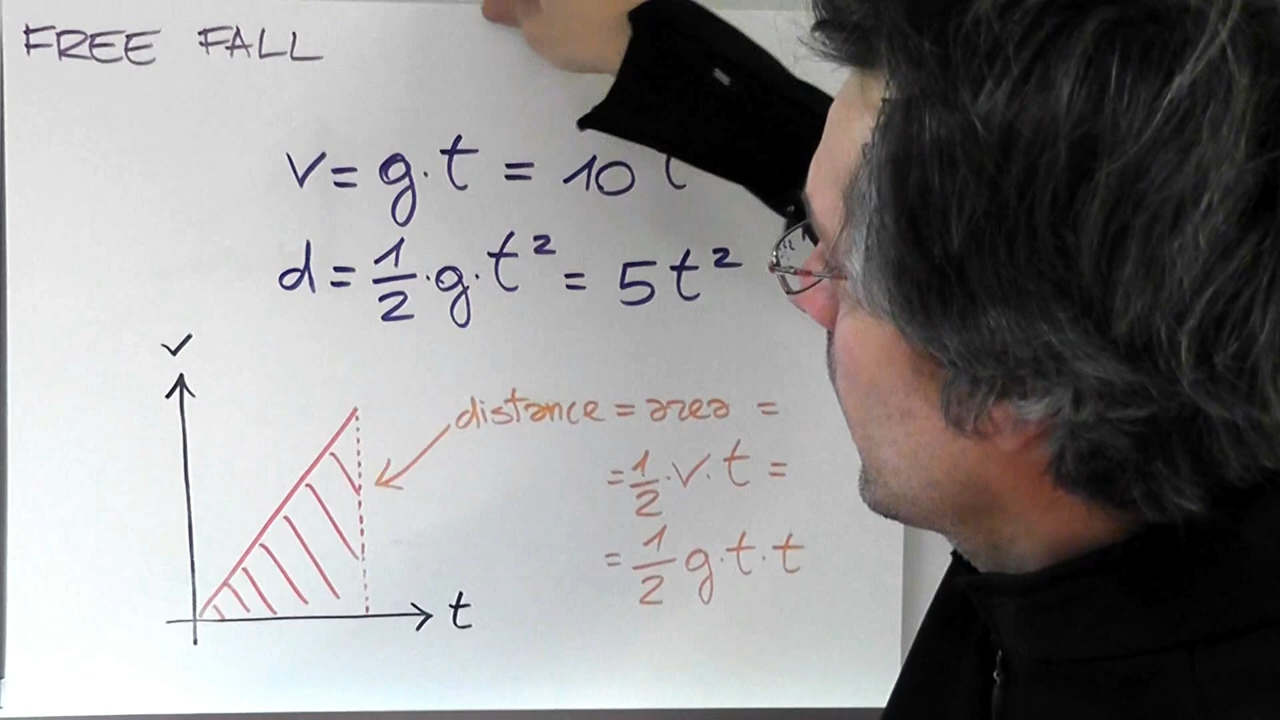 FREE FALL
v = g·t = 10 t
d = 1/2·g·t² = 5t²
v
distance = area =
= 1/2·v·t =
= 1/2 g·t·t
t